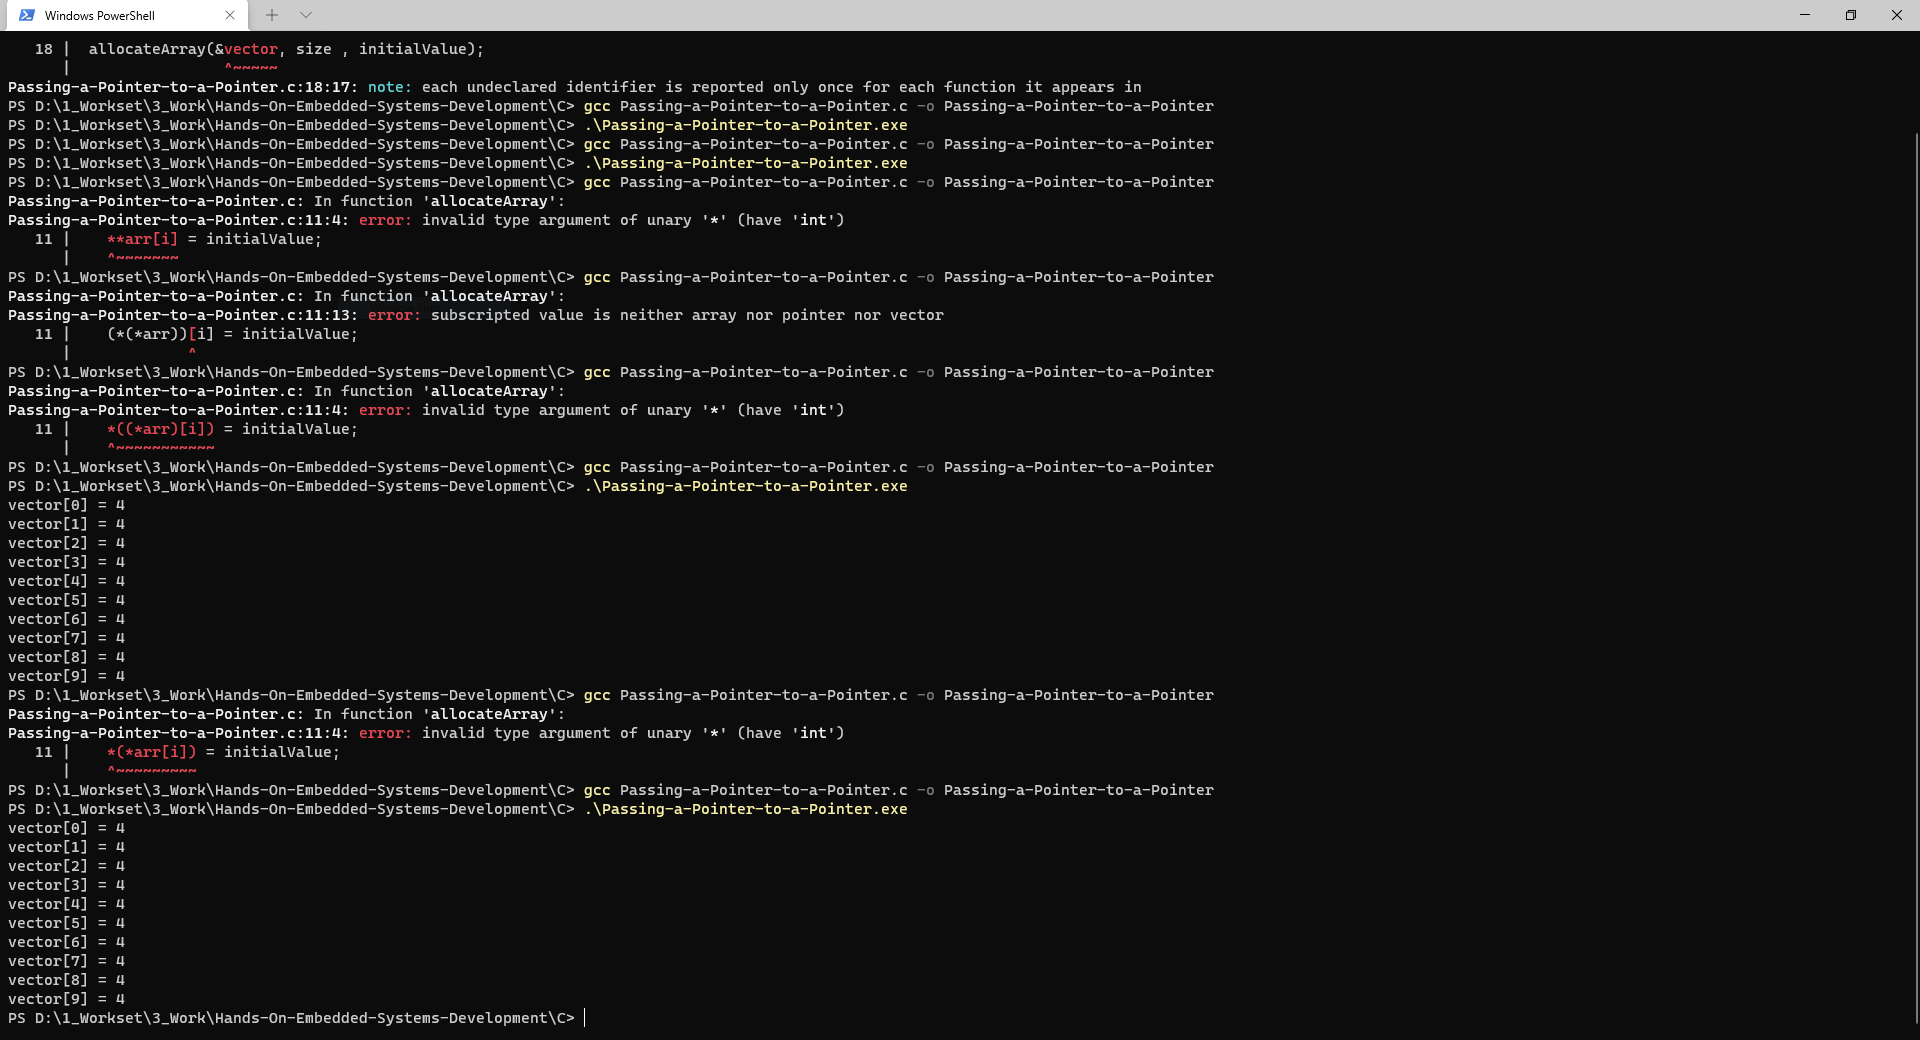 Windows PowerShell
   18 |  allocateArray(&vector, size , initialValue);
      |                 ^~~~~~
Passing-a-Pointer-to-a-Pointer.c:18:17: note: each undeclared identifier is reported only once for each function it appears in
PS D:\1_Workset\3_Work\Hands-On-Embedded-Systems-Development\C> gcc Passing-a-Pointer-to-a-Pointer.c -o Passing-a-Pointer-to-a-Pointer
PS D:\1_Workset\3_Work\Hands-On-Embedded-Systems-Development\C> .\Passing-a-Pointer-to-a-Pointer.exe
PS D:\1_Workset\3_Work\Hands-On-Embedded-Systems-Development\C> gcc Passing-a-Pointer-to-a-Pointer.c -o Passing-a-Pointer-to-a-Pointer
PS D:\1_Workset\3_Work\Hands-On-Embedded-Systems-Development\C> .\Passing-a-Pointer-to-a-Pointer.exe
PS D:\1_Workset\3_Work\Hands-On-Embedded-Systems-Development\C> gcc Passing-a-Pointer-to-a-Pointer.c -o Passing-a-Pointer-to-a-Pointer
Passing-a-Pointer-to-a-Pointer.c: In function 'allocateArray':
Passing-a-Pointer-to-a-Pointer.c:11:4: error: invalid type argument of unary '*' (have 'int')
   11 |    **arr[i] = initialValue;
      |    ^~~~~~~~
PS D:\1_Workset\3_Work\Hands-On-Embedded-Systems-Development\C> gcc Passing-a-Pointer-to-a-Pointer.c -o Passing-a-Pointer-to-a-Pointer
Passing-a-Pointer-to-a-Pointer.c: In function 'allocateArray':
Passing-a-Pointer-to-a-Pointer.c:11:13: error: subscripted value is neither array nor pointer nor vector
   11 |    (*(*arr))[i] = initialValue;
      |             ^
PS D:\1_Workset\3_Work\Hands-On-Embedded-Systems-Development\C> gcc Passing-a-Pointer-to-a-Pointer.c -o Passing-a-Pointer-to-a-Pointer
Passing-a-Pointer-to-a-Pointer.c: In function 'allocateArray':
Passing-a-Pointer-to-a-Pointer.c:11:4: error: invalid type argument of unary '*' (have 'int')
   11 |    *((*arr)[i]) = initialValue;
      |    ^~~~~~~~~~~~
PS D:\1_Workset\3_Work\Hands-On-Embedded-Systems-Development\C> gcc Passing-a-Pointer-to-a-Pointer.c -o Passing-a-Pointer-to-a-Pointer
PS D:\1_Workset\3_Work\Hands-On-Embedded-Systems-Development\C> .\Passing-a-Pointer-to-a-Pointer.exe
vector[0] = 4
vector[1] = 4
vector[2] = 4
vector[3] = 4
vector[4] = 4
vector[5] = 4
vector[6] = 4
vector[7] = 4
vector[8] = 4
vector[9] = 4
PS D:\1_Workset\3_Work\Hands-On-Embedded-Systems-Development\C> gcc Passing-a-Pointer-to-a-Pointer.c -o Passing-a-Pointer-to-a-Pointer
Passing-a-Pointer-to-a-Pointer.c: In function 'allocateArray':
Passing-a-Pointer-to-a-Pointer.c:11:4: error: invalid type argument of unary '*' (have 'int')
   11 |    *(*arr[i]) = initialValue;
      |    ^~~~~~~~~~
PS D:\1_Workset\3_Work\Hands-On-Embedded-Systems-Development\C> gcc Passing-a-Pointer-to-a-Pointer.c -o Passing-a-Pointer-to-a-Pointer
PS D:\1_Workset\3_Work\Hands-On-Embedded-Systems-Development\C> .\Passing-a-Pointer-to-a-Pointer.exe
vector[0] = 4
vector[1] = 4
vector[2] = 4
vector[3] = 4
vector[4] = 4
vector[5] = 4
vector[6] = 4
vector[7] = 4
vector[8] = 4
vector[9] = 4
PS D:\1_Workset\3_Work\Hands-On-Embedded-Systems-Development\C>